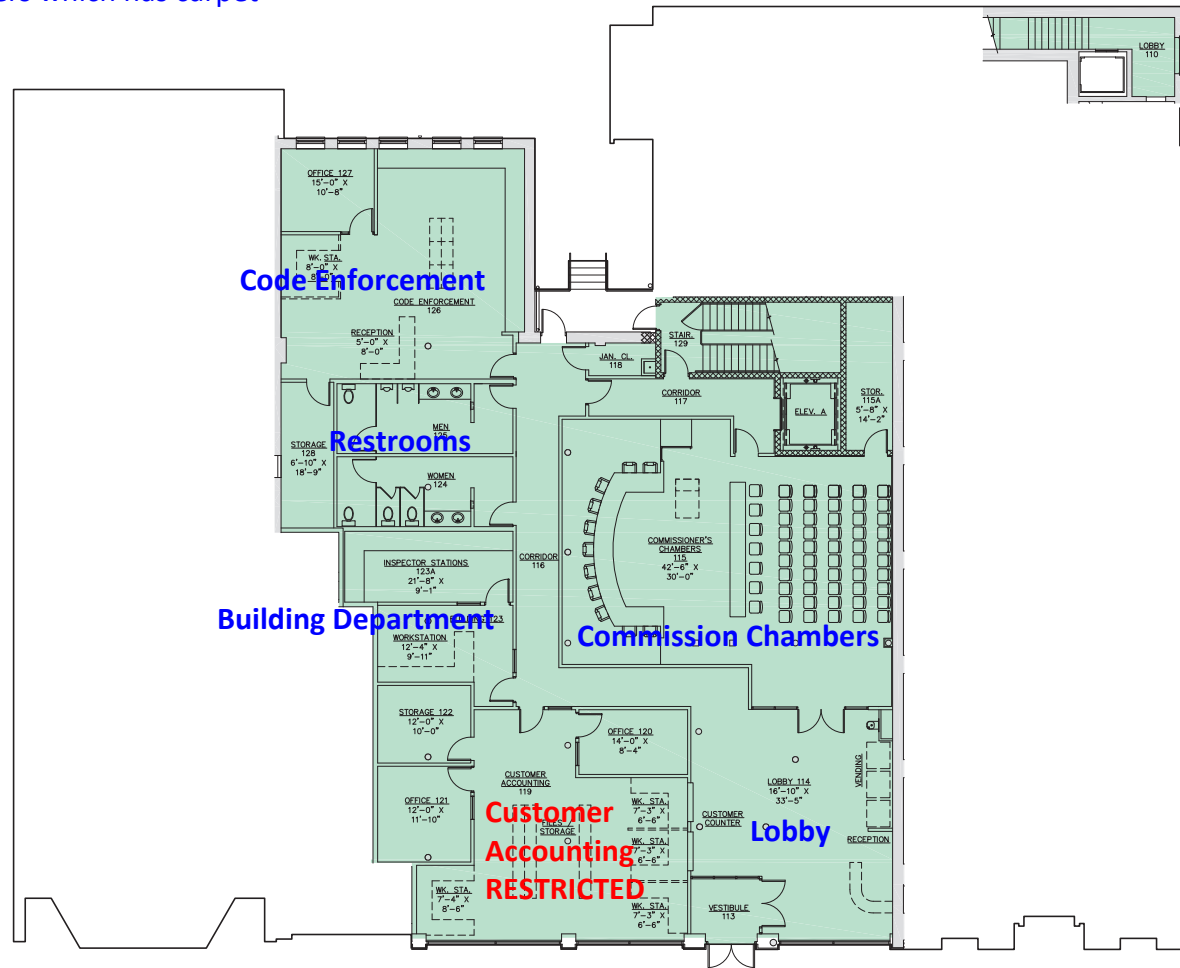 which has carpet
LOBBY
110
OFFICE 127
15'-0" X
10'-8"
WK. STA.
8'-0" X
Code Enforcement
CODE ENFORCEMENT
126
RECEPTION
5'-0" X
8'-0"
JAN. CL.
118
STAIR.
129
CORRIDOR
117
ELEV. A
STOR.
115A
5'-8" X
14'-2"
MEN
125
Restrooms
STORAGE
128
6'-10" X
18'-9"
WOMEN
124
CORRIDOR
116
COMMISSIONER'S
CHAMBERS
115
42'-6" X
30'-0"
INSPECTOR STATIONS
123A
21'-8" X
9'-1"
Building Department
123
WORKSTATION
12'-4" X
9'-11"
Commission Chambers
STORAGE 122
12'-0" X
10'-0"
OFFICE 120
14'-0" X
8'-4"
CUSTOMER
ACCOUNTING
119
OFFICE 121
12'-0" X
11'-10"
Customer
Accounting
RESTRICTED
FILES /
STORAGE
WK. STA.
7'-3" X
6'-6"
WK. STA.
7'-3" X
6'-6"
WK. STA.
7'-4" X
8'-6"
WK. STA.
7'-3" X
6'-6"
LOBBY 114
16'-10" X
33'-5"
VENDING
CUSTOMER
COUNTER
Lobby
RECEPTION
VESTIBULE
113